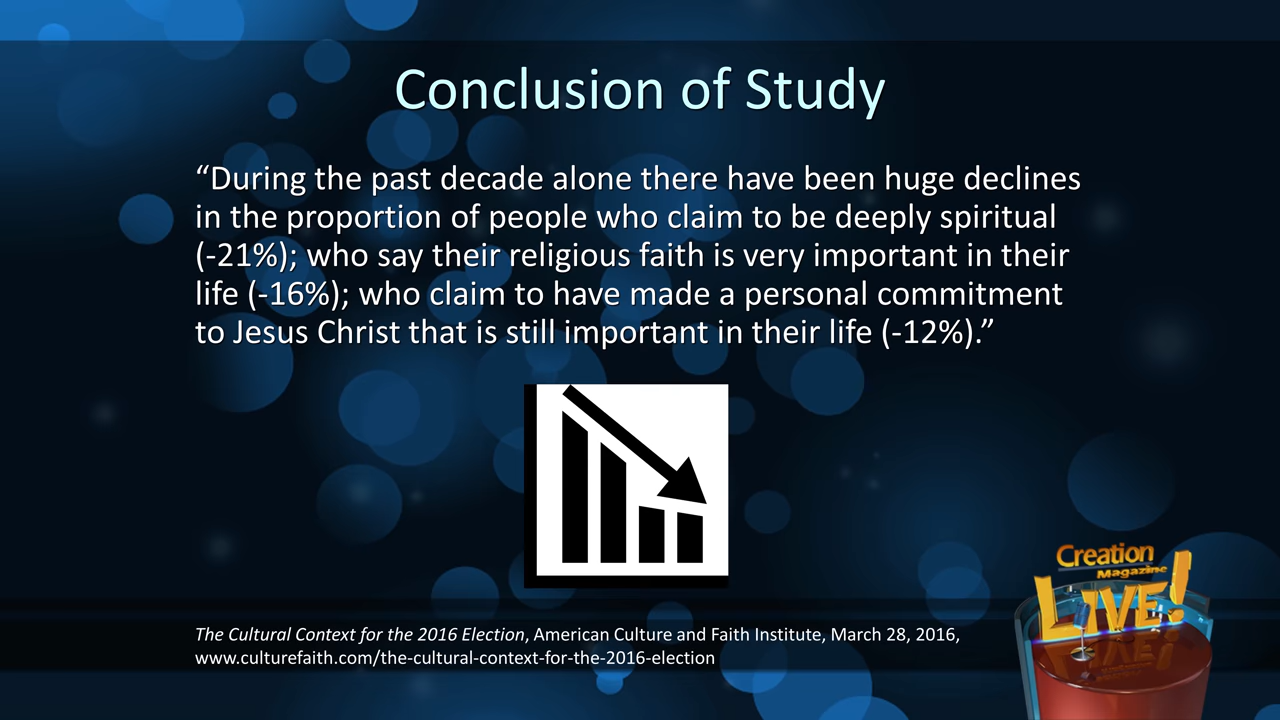 Conclusion of Study
“During the past decade alone there have been huge declines
in the proportion of people who claim to be deeply spiritual
(-21%); who say their religious faith is very important in their
life (-16%); who claim to have made a personal commitment
to Jesus Christ that is still important in their life (-12%).”
The Cultural Context for the 2016 Election, American Culture and Faith Institute, March 28, 2016,
www.culturefaith.com/the-cultural-context-for-the-2016-election
Creation
Magazine
LIVE!